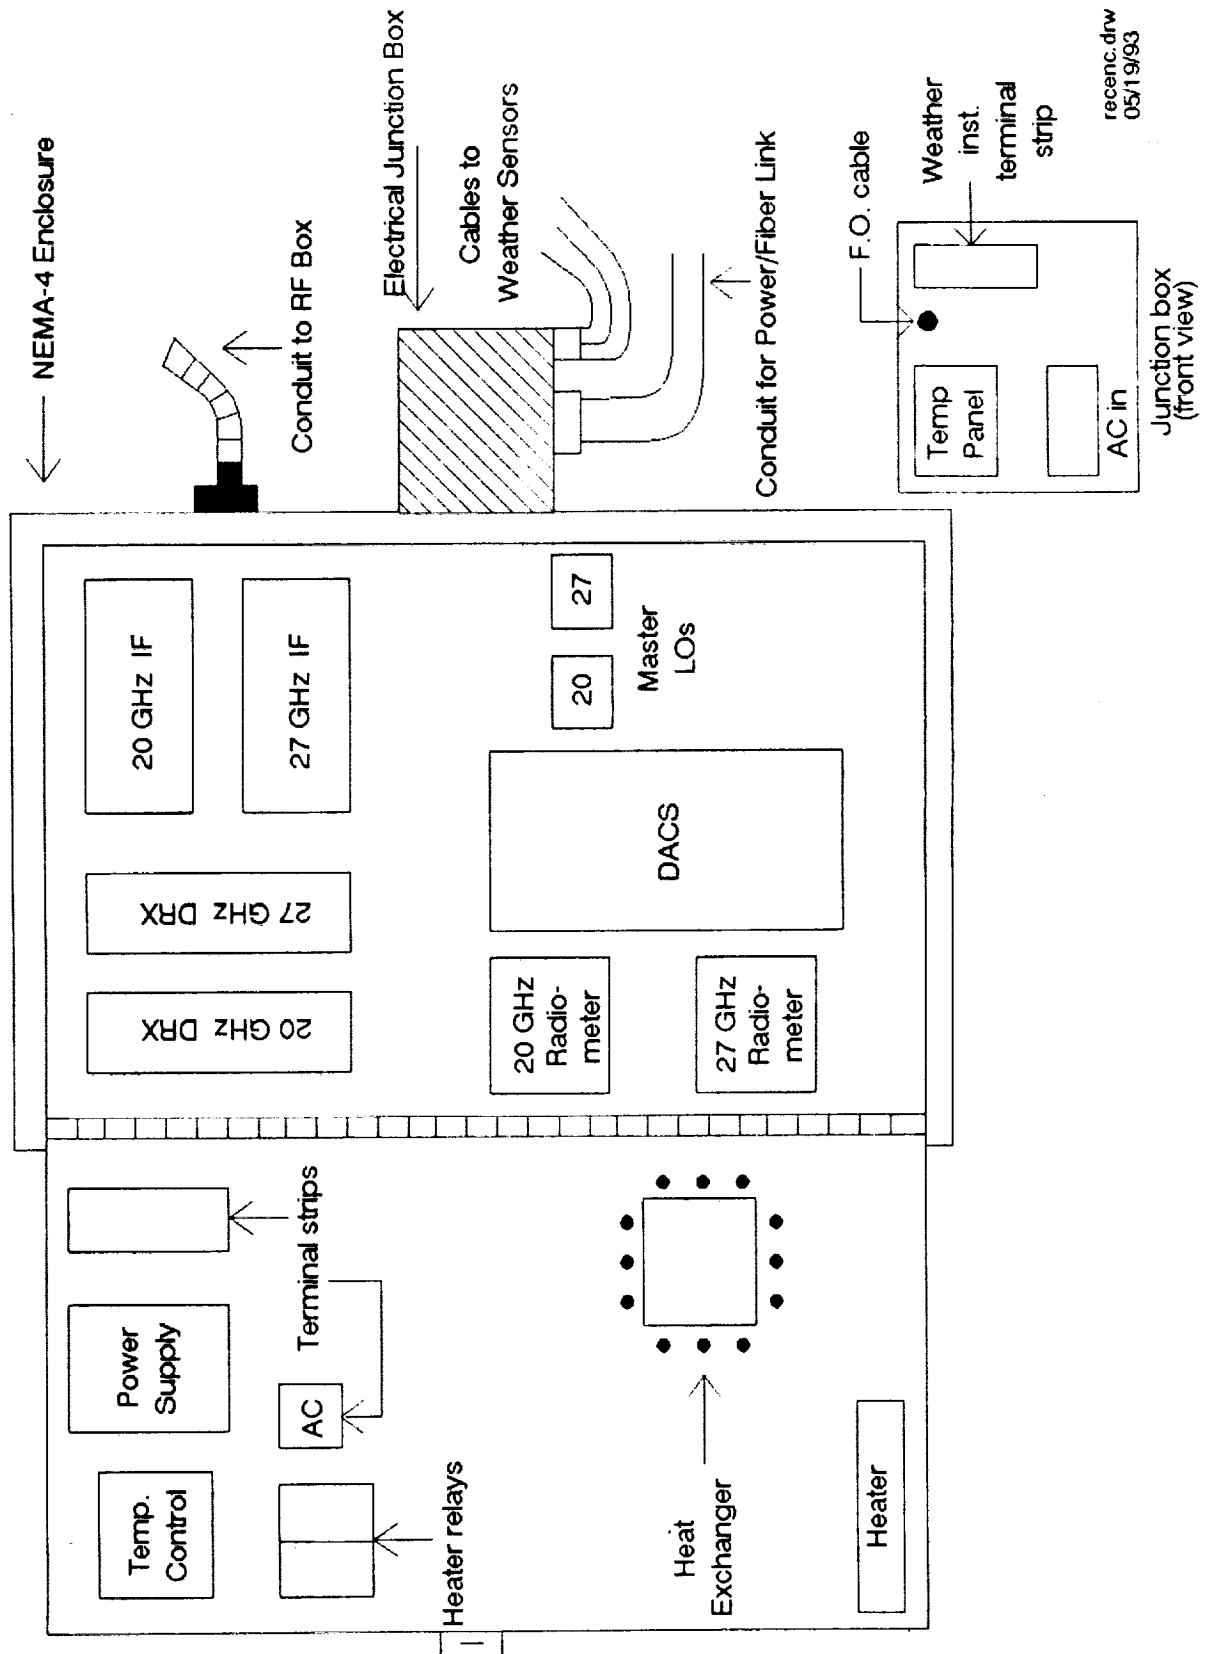 NEMA-4 Enclosure
Conduit to RF Box
Electrical Junction Box
Cables to
Weather Sensors
Conduit for Power/Fiber Link
Temp.
Control
Power
Supply
Terminal strips
AC
Heater relays
Heat
Exchanger
Heater
20 GHz DRX
27 GHz DRX
20 GHz IF
27 GHz IF
20 GHz
Radio-
meter
27 GHz
Radio-
meter
DACS
20
27
Master
LOs
F.O. cable
Weather
inst.
terminal
strip
Temp
Panel
AC in
Junction box
(front view)
recenc.drw
05/19/93